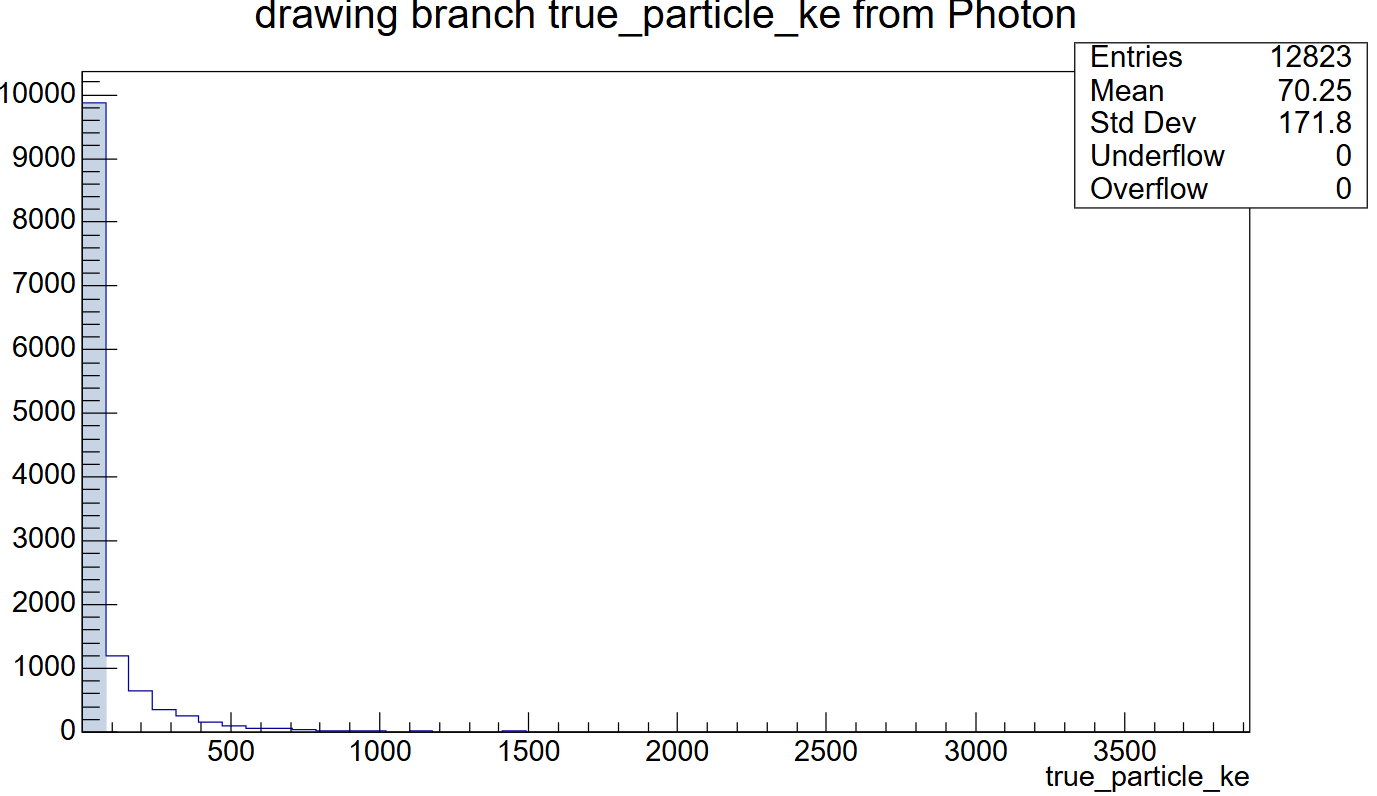 drawing branch true_particle_ke from Photon
Entries 12823
Mean 70.25
Std Dev 171.8
Underflow 0
Overflow 0
10000
9000
8000
7000
6000
5000
4000
3000
2000
1000
0
500 1000 1500 2000 2500 3000 3500
true_particle_ke